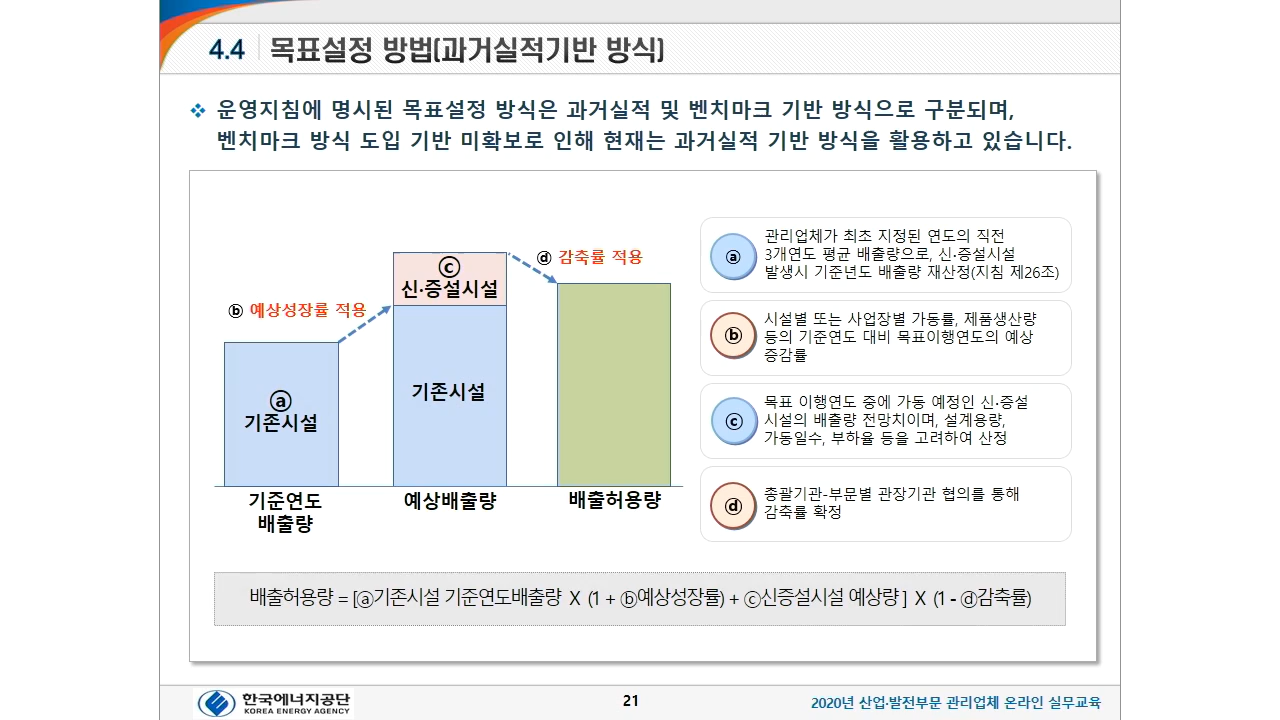 4.4 목표설정 방법(과거실적기반 방식)
❖ 운영지침에 명시된 목표설정 방식은 과거실적 및 벤치마크 기반 방식으로 구분되며,
벤치마크 방식 도입 기반 미확보로 인해 현재는 과거실적 기반 방식을 활용하고 있습니다.
ⓑ 예상성장률 적용
ⓓ 감축률 적용
ⓐ
기존시설
ⓒ
신·증설시설
기존시설
기준연도
배출량
예상배출량
배출허용량
ⓐ
관리업체가 최초 지정된 연도의 직전
3개연도 평균 배출량으로, 신·증설시설
발생시 기준년도 배출량 재산정(지침 제26조)
ⓑ
시설별 또는 사업장별 가동률, 제품생산량
등의 기준연도 대비 목표이행연도의 예상
증감률
ⓒ
목표 이행연도 중에 가동 예정인 신·증설
시설의 배출량 전망치이며, 설계용량,
가동일수, 부하율 등을 고려하여 산정
ⓓ
총괄기관-부문별 관장기관 협의를 통해
감축률 확정
배출허용량 = [ⓐ기존시설 기준연도배출량 X (1 + ⓑ예상성장률) + ⓒ신증설시설 예상량 ] X (1 - ⓓ감축률)
한국에너지공단
KOREA ENERGY AGENCY
21
2020년 산업·발전부문 관리업체 온라인 실무교육